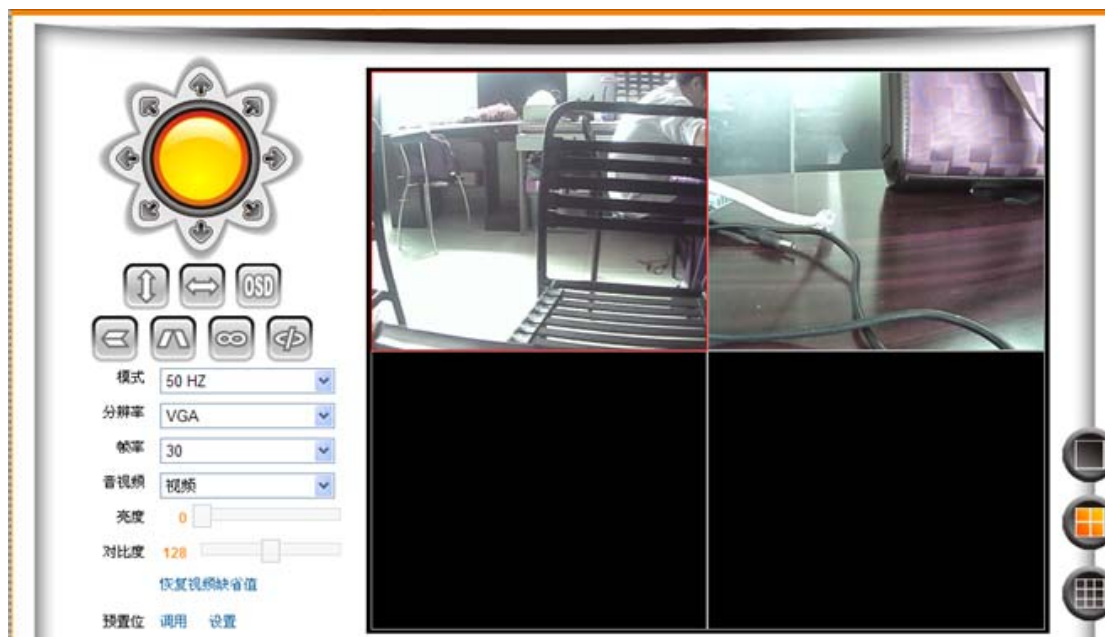 OSD
模式 50 HZ
分辨率 VGA
帧率 30
音视频 视频
亮度 0
对比度 128
恢复视频缺省值
预置位 调用 设置